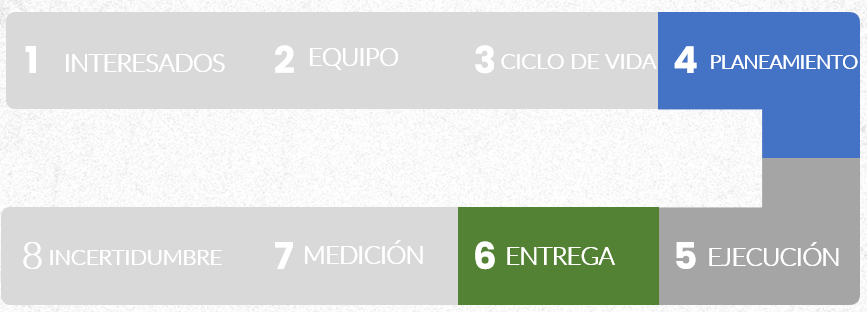 1 INTERESADOS 2 EQUIPO 3 CICLO DE VIDA 4 PLANEAMIENTO
8 INCERTIDUMBRE 7 MEDICIÓN 6 ENTREGA 5 EJECUCIÓN